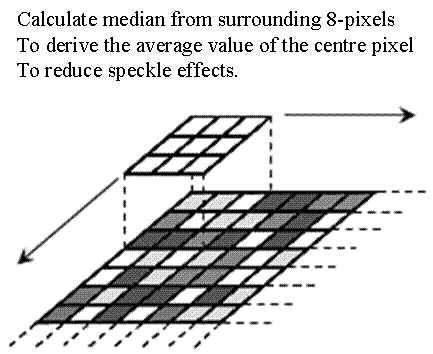 Calculate median from surrounding 8-pixels
To derive the average value of the centre pixel
To reduce speckle effects.